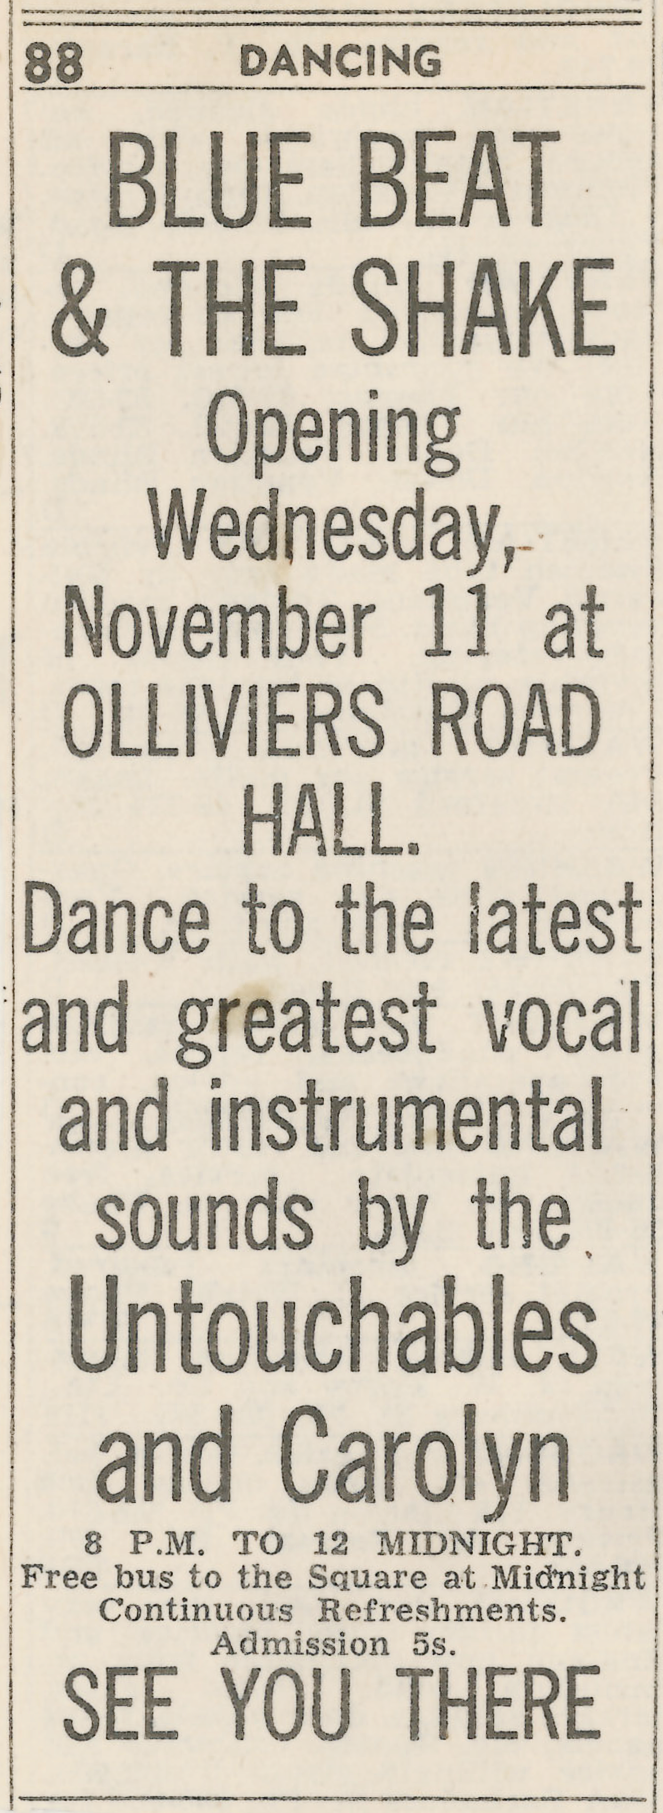 88 DANCING
BLUE BEAT
& THE SHAKE
Opening
Wednesday,
November 11 at
OLLIVIERS ROAD
HALL.
Dance to the latest
and greatest vocal
and instrumental
sounds by the
Untouchables
and Carolyn
8 P.M. TO 12 MIDNIGHT.
Free bus to the Square at Midnight
Continuous Refreshments.
Admission 5s.
SEE YOU THERE